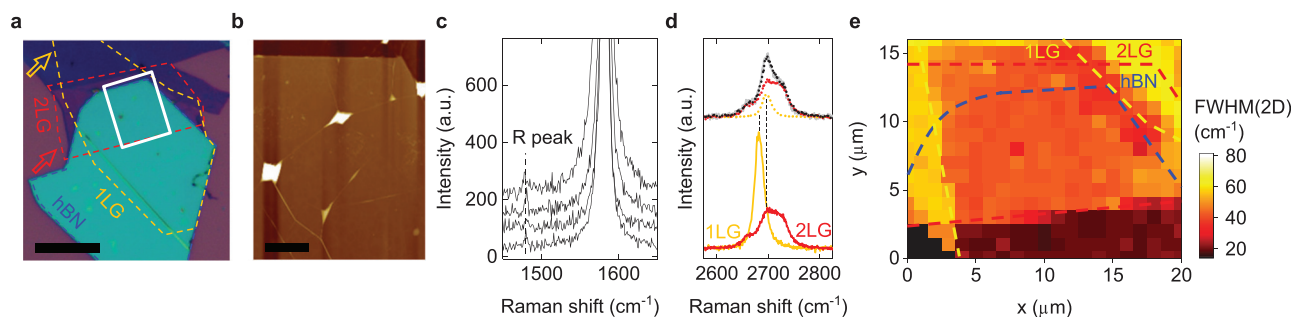 a
2LG
1LG
hBN
b
c
Intensity (a.u.)
600
400
200
0
R peak
1500
1600
Raman shift (cm⁻¹)
d
Intensity (a.u.)
1LG
2LG
2600
2700
2800
Raman shift (cm⁻¹)
e
y (μm)
15
10
5
0
1LG
2LG
hBN
0
5
10
15
20
x (μm)
FWHM(2D)
(cm⁻¹)
80
60
40
20